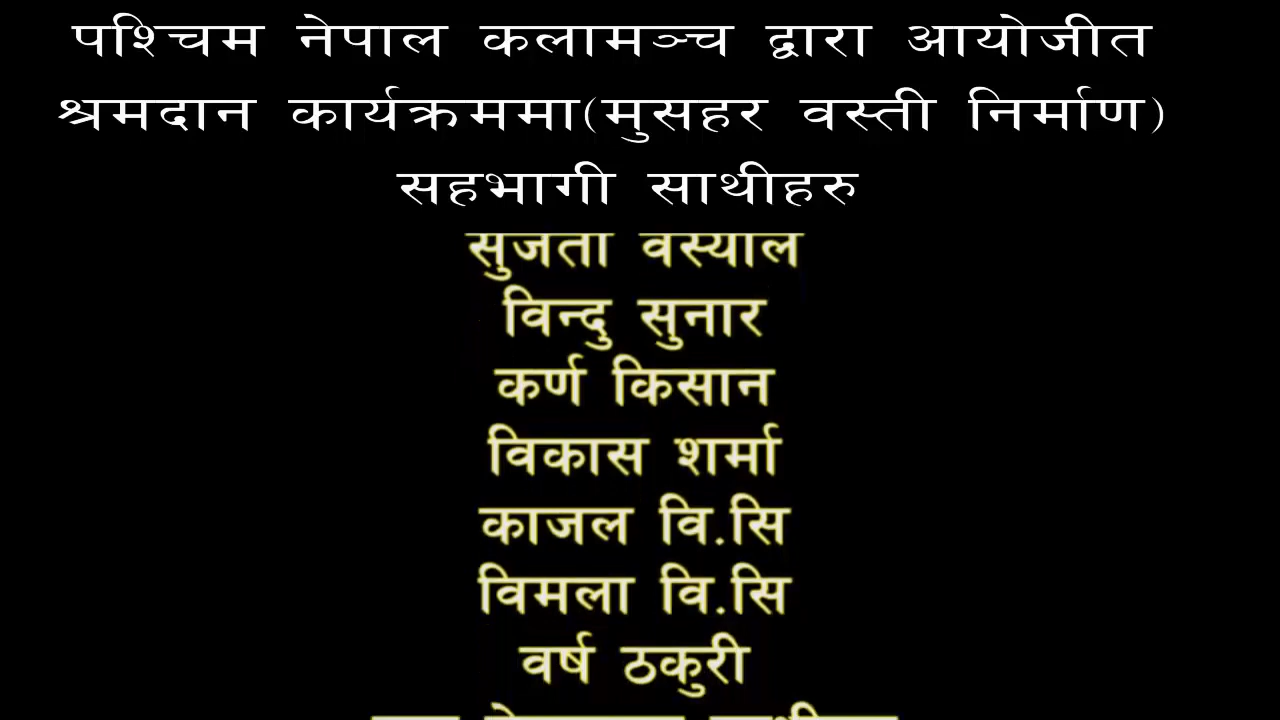 पश्चिम नेपाल कलामञ्च द्वारा आयोजीत
श्रमदान कार्यक्रममा(मुसहर वस्ती निर्माण)
सहभागी साथीहरु
सुजता वस्याल
विन्दु सुनार
कर्ण किसान
विकास शर्मा
काजल वि.सि
विमला वि.सि
वर्ष ठकुरी